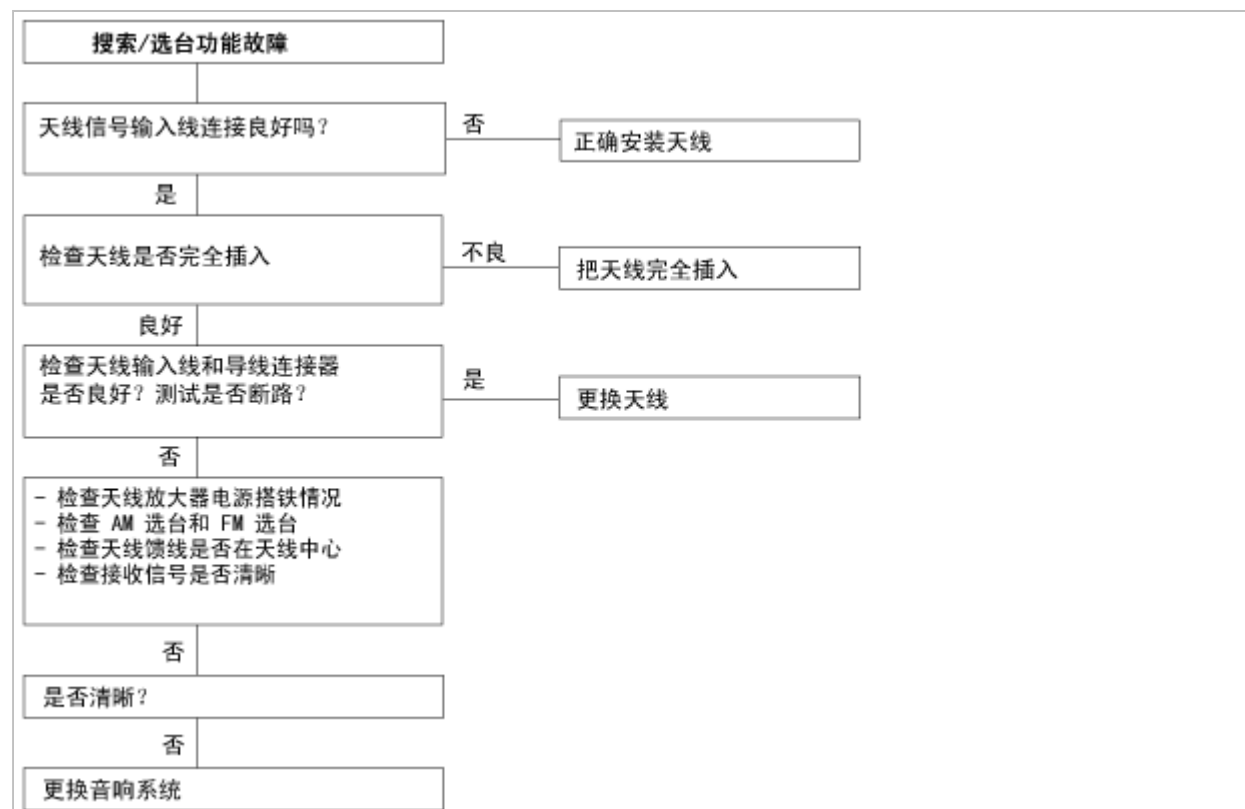 搜索/选台功能故障
天线信号输入线连接良好吗?
否
正确安装天线
是
检查天线是否完全插入
不良
把天线完全插入
良好
检查天线输入线和导线连接器
是否良好? 测试是否断路?
是
更换天线
否
- 检查天线放大器电源搭铁情况
- 检查 AM 选台和 FM 选台
- 检查天线馈线是否在天线中心
- 检查接收信号是否清晰
否
是否清晰?
否
更换音响系统